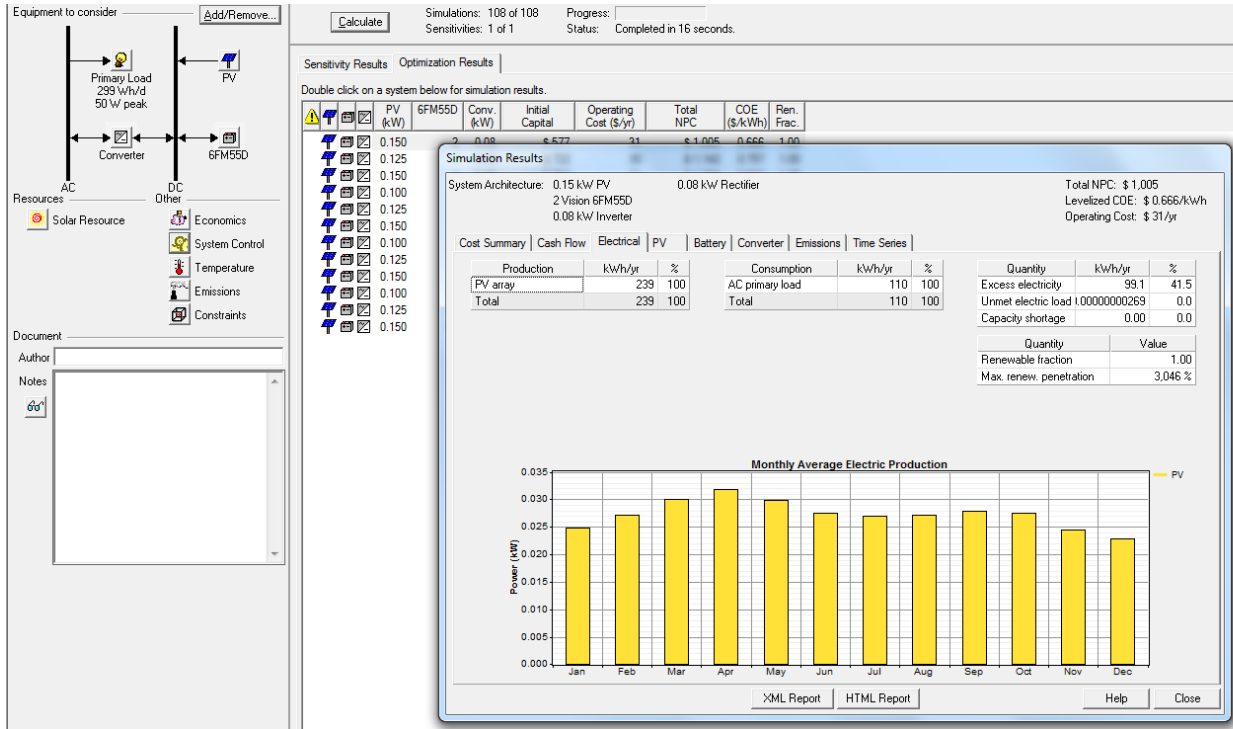 Equipment to consider
Add/Remove...
Primary Load
299 Wh/d
50 W peak
PV
Converter
6FM55D
AC
DC
Resources
Other
Solar Resource
Economics
System Control
Temperature
Emissions
Constraints
Document
Author
Notes
Calculate
Simulations: 108 of 108
Progress:
Sensitivities: 1 of 1
Status: Completed in 16 seconds.
Sensitivity Results
Optimization Results
Double click on a system below for simulation results.
PV (kW) 6FM55D Conv. (kW) Initial Capital Operating Cost ($/yr) Total NPC COE ($/kWh) Ren. Frac.
0.150 2 0.08 $ 577 31 $ 1,005 0.666 1.00
0.125
0.150
0.100
0.125
0.150
0.100
0.125
0.150
0.100
0.125
0.150
Simulation Results
System Architecture: 0.15 kW PV 0.08 kW Rectifier
2 Vision 6FM55D
0.08 kW Inverter
Total NPC: $ 1,005
Levelized COE: $ 0.666/kWh
Operating Cost: $ 31/yr
Cost Summary Cash Flow Electrical PV Battery Converter Emissions Time Series
Production kWh/yr %
PV array 239 100
Total 239 100
Consumption kWh/yr %
AC primary load 110 100
Total 110 100
Quantity kWh/yr %
Excess electricity 99.1 41.5
Unmet electric load .00000000269 0.0
Capacity shortage 0.00 0.0
Quantity Value
Renewable fraction 1.00
Max. renew. penetration 3,046 %
Monthly Average Electric Production
PV
Power (kW)
0.035
0.030
0.025
0.020
0.015
0.010
0.005
0.000
Jan Feb Mar Apr May Jun Jul Aug Sep Oct Nov Dec
XML Report
HTML Report
Help
Close